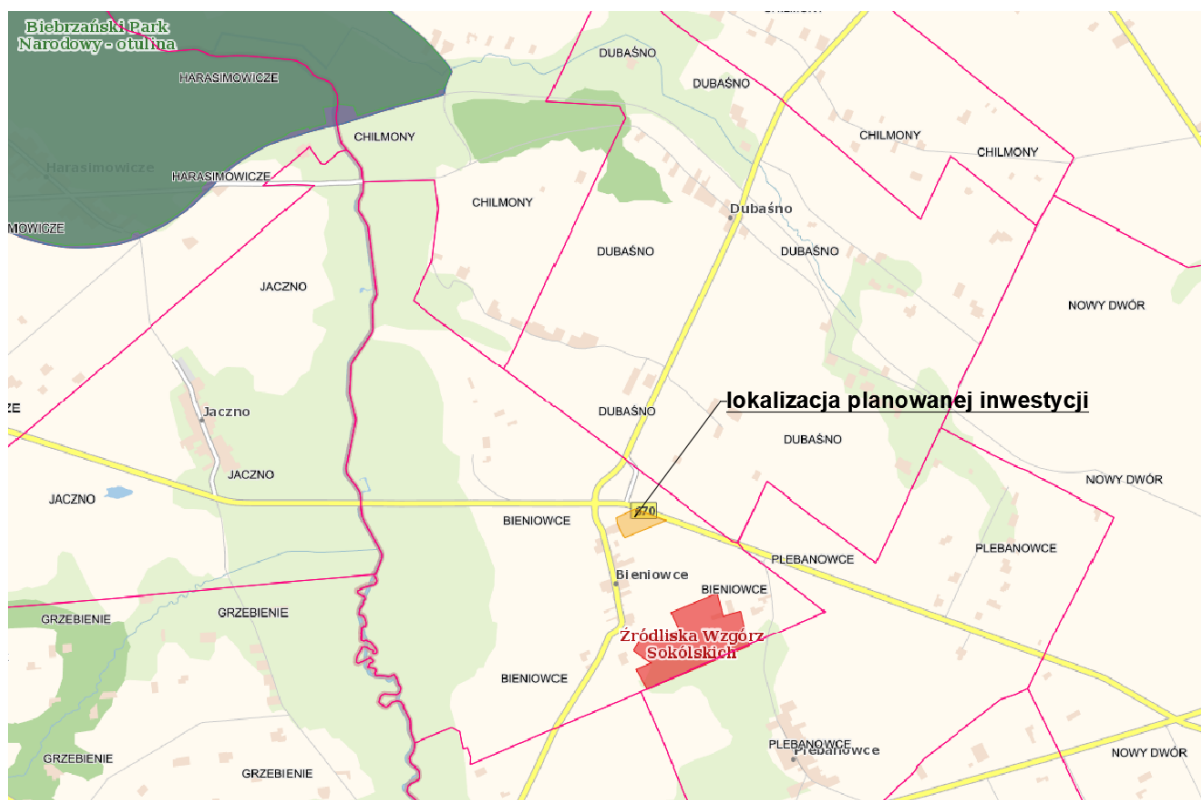 CHILMONY
Biebrzański Park
Narodowy - otulina
DUBAŚNO
HARASIMOWICZE
DUBAŚNO
CHILMONY
CHILMONY
CHILMONY
Harasimowicze
HARASIMOWICZE
CHILMONY
Dubaśno
MOWICZE
DUBAŚNO
DUBAŚNO
JACZNO
NOWY DWÓR
lokalizacja planowanej inwestycji
ZE
Jaczno
DUBAŚNO
DUBAŚNO
JACZNO
NOWY DWÓR
JACZNO
670
BIENIOWCE
PLEBANOWCE
PLEBANOWCE
Bieniowce
BIENIOWCE
GRZEBIENIE
GRZEBIENIE
Źródliska Wzgórz
Sokólskich
BIENIOWCE
PLEBANOWCE
Plebanowce
NOWY DWÓR
GRZEBIENIE
GRZEBIENIE